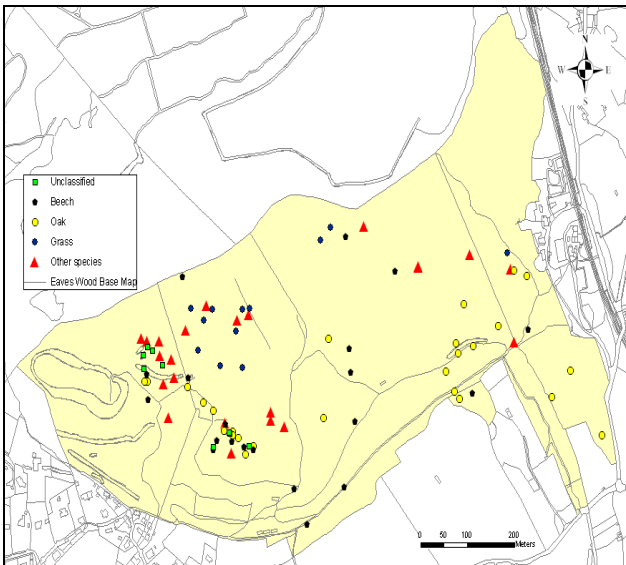 N
W E
S
Unclassified
Beech
Oak
Grass
Other species
Eaves Wood Base Map
0 50 100 200
Meters